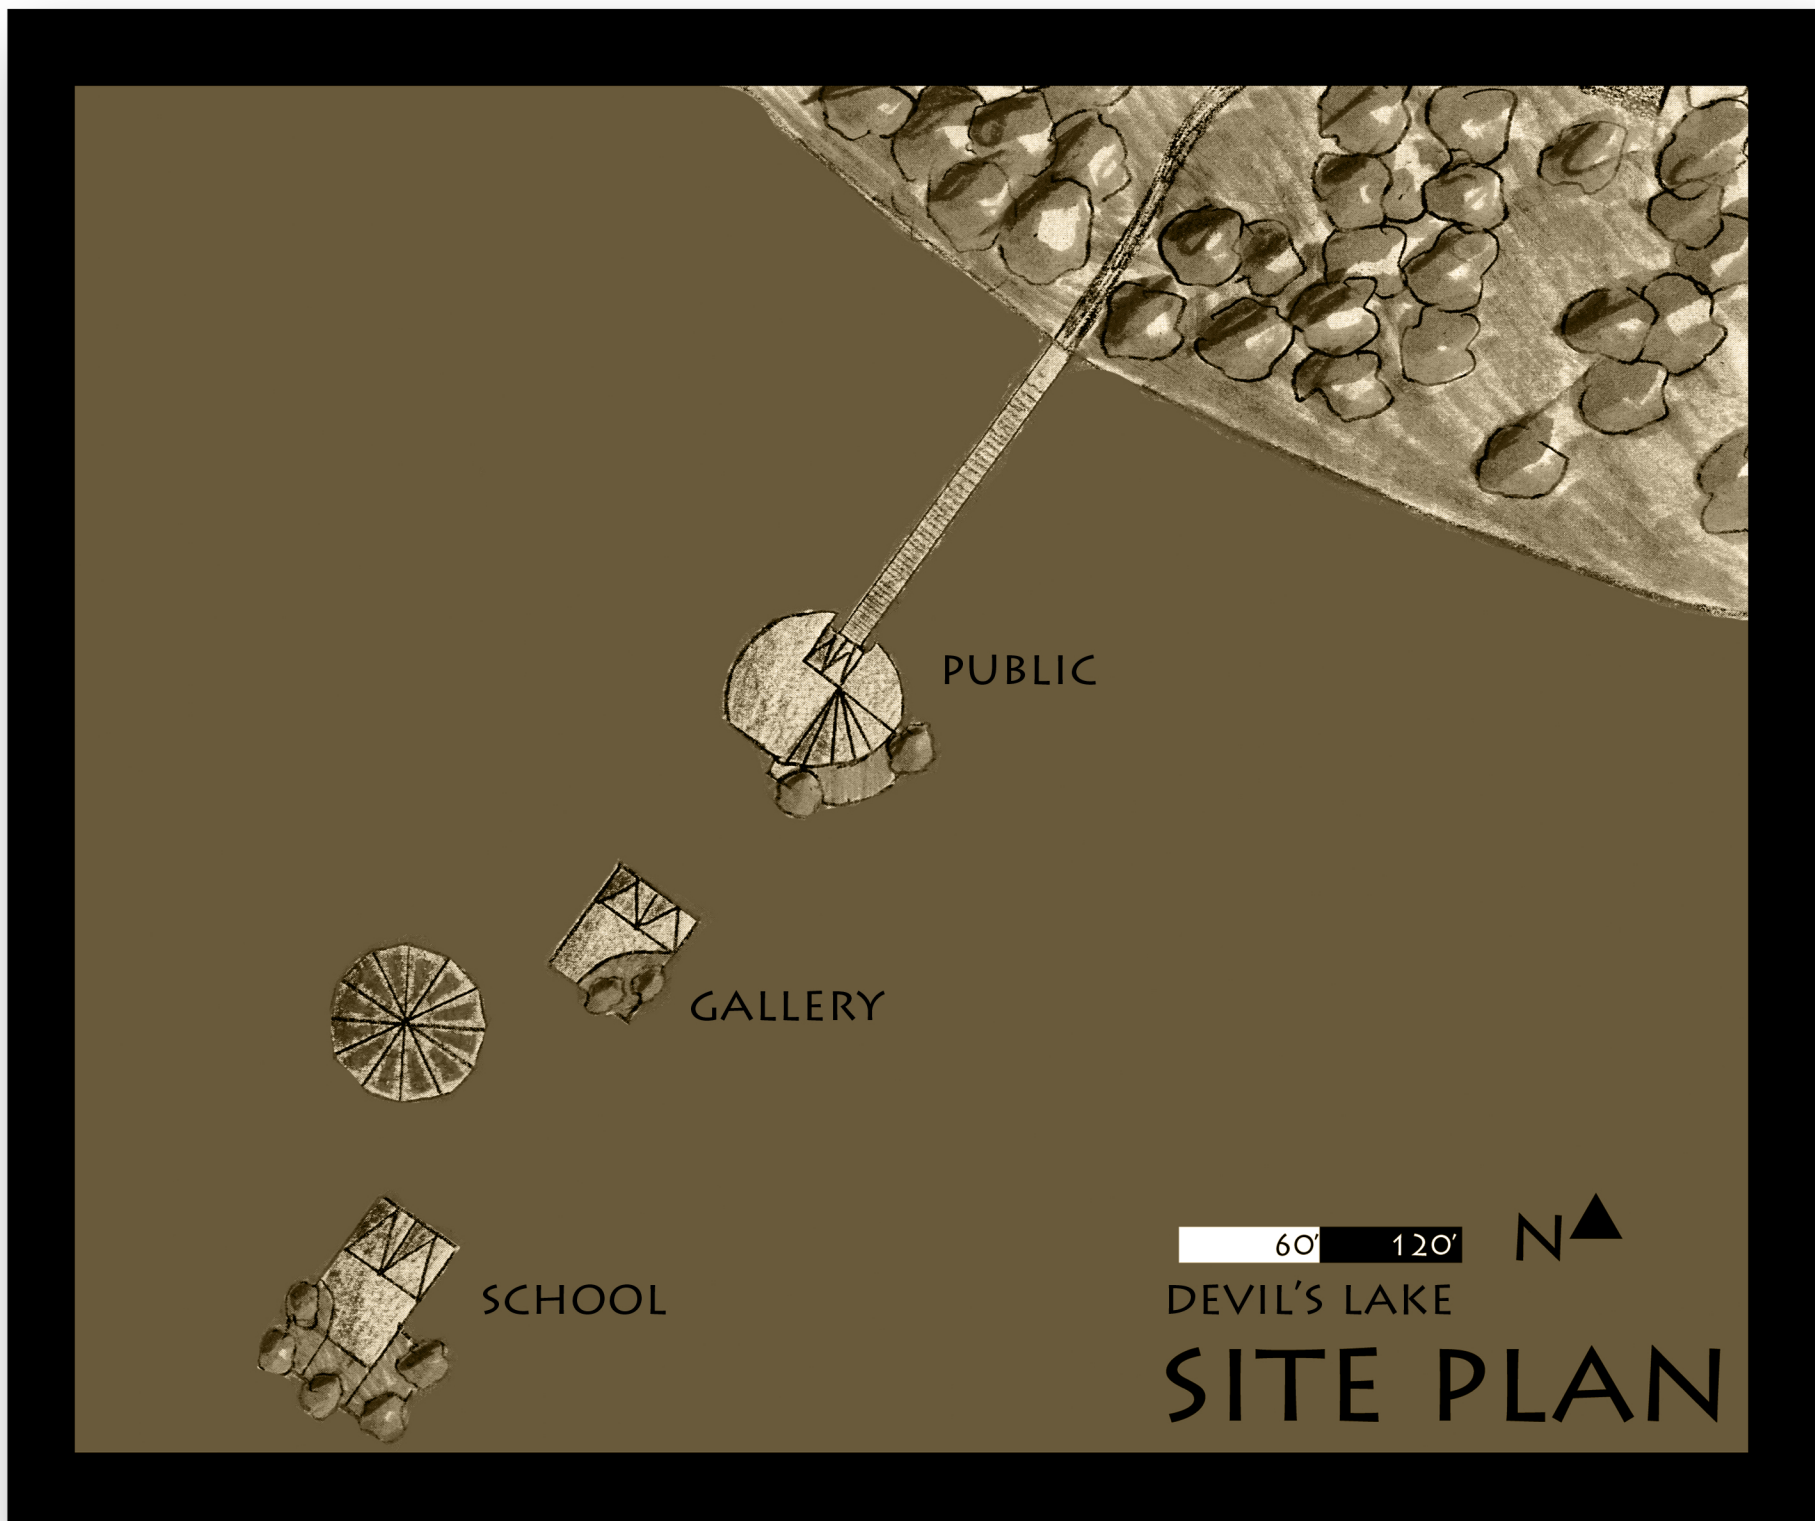 PUBLIC
GALLERY
SCHOOL
60' 120'
N
DEVIL'S LAKE
SITE PLAN